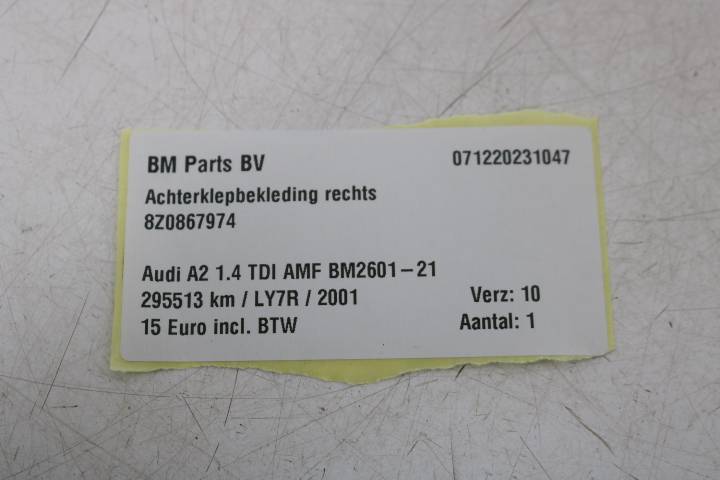 BM Parts BV 071220231047
Achterklepbekleding rechts
8Z0867974
Audi A2 1.4 TDI AMF BM2601-21
295513 km / LY7R / 2001 Verz: 10
15 Euro incl. BTW Aantal: 1